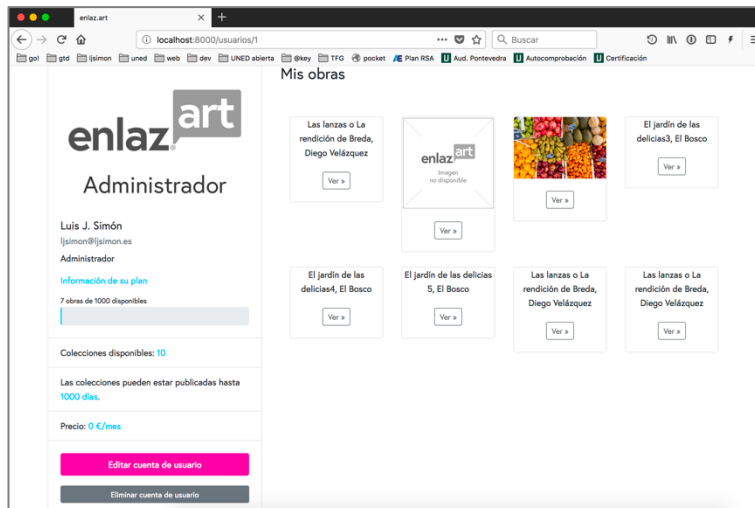 enlaz.art
localhost:8000/usuarios/1
Buscar
go!
gtd
ljsimon
uned
web
dev
UNED abierta
@key
TFG
pocket
Plan RSA
Aud. Pontevedra
Autocomprobación
Certificación
enlaz.art
Administrador
Luis J. Simón
ljsimon@ljsimon.es
Administrador
Información de su plan
7 obras de 1000 disponibles
Colecciones disponibles: 10
Las colecciones pueden estar publicadas hasta
1000 días.
Precio: 0 €/mes
Editar cuenta de usuario
Eliminar cuenta de usuario
Mis obras
Las lanzas o La
rendición de Breda,
Diego Velázquez
Ver »
enlaz.art
Imagen
no disponible
Ver »
Ver »
El jardín de las
delicias3, El Bosco
Ver »
El jardín de las
delicias4, El Bosco
Ver »
El jardín de las delicias
5, El Bosco
Ver »
Las lanzas o La
rendición de Breda,
Diego Velázquez
Ver »
Las lanzas o La
rendición de Breda,
Diego Velázquez
Ver »